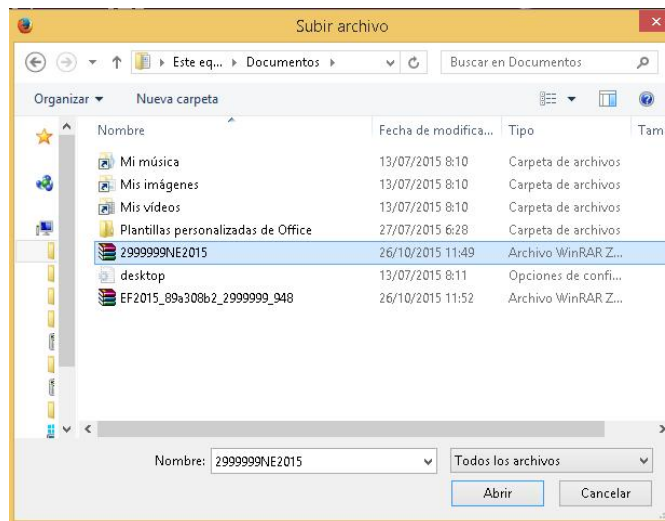 Subir archivo
Este eq... Documentos
Buscar en Documentos
Organizar
Nueva carpeta
Nombre Fecha de modifica... Tipo Tam
Mi música 13/07/2015 8:10 Carpeta de archivos
Mis imágenes 13/07/2015 8:10 Carpeta de archivos
Mis vídeos 13/07/2015 8:10 Carpeta de archivos
Plantillas personalizadas de Office 27/07/2015 6:28 Carpeta de archivos
2999999NE2015 26/10/2015 11:49 Archivo WinRAR Z...
desktop 13/07/2015 8:11 Opciones de confi...
EF2015_89a308b2_2999999_948 26/10/2015 11:52 Archivo WinRAR Z...
Nombre: 2999999NE2015 Todos los archivos
Abrir Cancelar